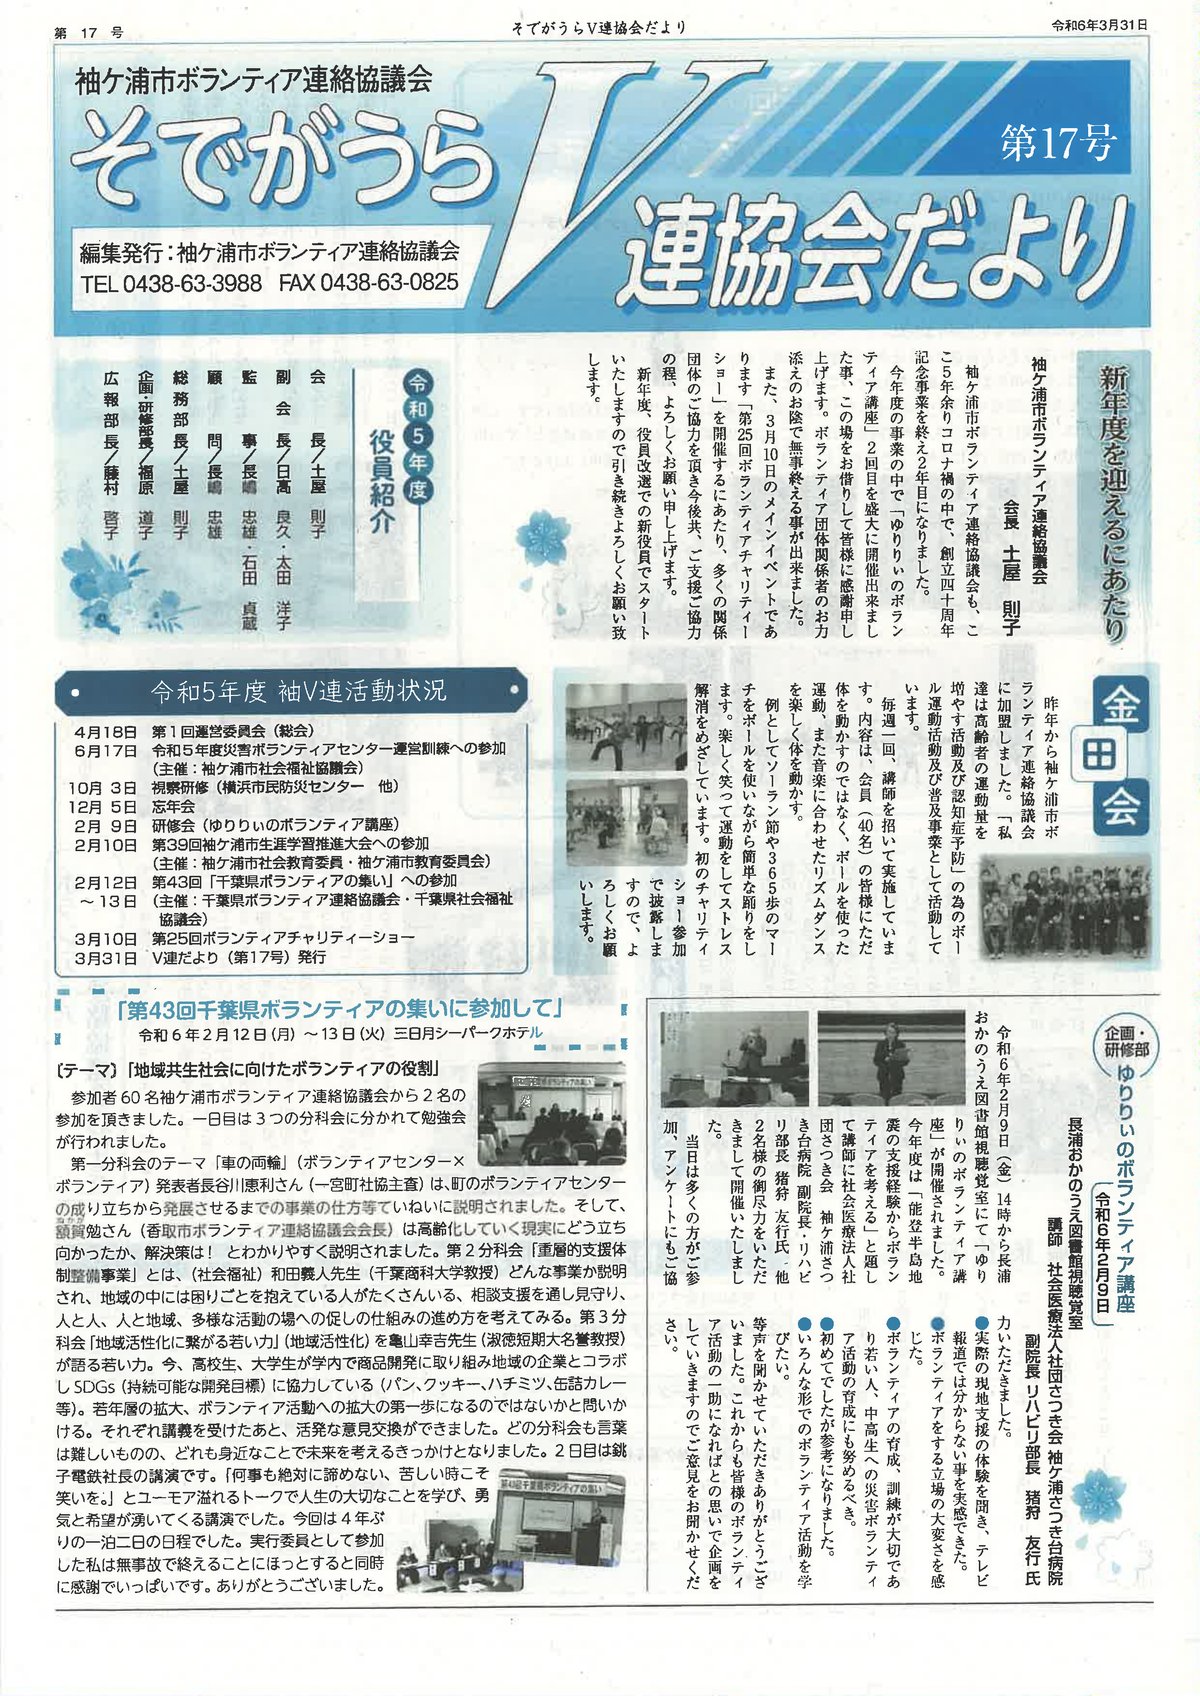 第 17 号
そでがうらV連協会だより
令和6年3月31日
袖ケ浦市ボランティア連絡協議会
そでがうら
V
連協会だより
第17号
編集発行：袖ケ浦市ボランティア連絡協議会
TEL 0438-63-3988 FAX 0438-63-0825
新年度を迎えるにあたり
袖ケ浦市ボランティア連絡協議会
会長 土屋 則子
袖ケ浦市ボランティア連絡協議会も、こ
こ5年余りコロナ禍の中で、創立四十周年
記念事業を終え2年目になりました。
今年度の事業の中で「ゆりりぃのボラン
ティア講座」2回目を盛大に開催出来まし
た事、この場をお借りして皆様に感謝申し
上げます。ボランティア団体関係者のお力
添えのお陰で無事終える事が出来ました。
また、3月10日のメインイベントであ
ります「第25回ボランティアチャリティー
ショー」を開催するにあたり、多くの関係
団体のご協力を頂き今後共、ご支援ご協力
の程、よろしくお願い申し上げます。
新年度、役員改選での新役員でスタート
いたしますので引き続きよろしくお願い致
します。
令和5年度
役員紹介
会長／土屋 則子
副会長／日高 良久・太田 洋子
監事／長嶋 忠雄・石田 貞蔵
顧問／長嶋 忠雄
総務部長／土屋 則子
企画・研修部長／福原 道子
広報部長／藤村 啓子
令和5年度 袖V連活動状況
4月18日 第1回運営委員会（総会）
6月17日 令和5年度災害ボランティアセンター運営訓練への参加
（主催：袖ケ浦市社会福祉協議会）
10月 3日 視察研修（横浜市民防災センター 他）
12月 5日 忘年会
2月 9日 研修会（ゆりりぃのボランティア講座）
2月10日 第39回袖ケ浦市生涯学習推進大会への参加
（主催：袖ケ浦市社会教育委員・袖ケ浦市教育委員会）
2月12日 第43回「千葉県ボランティアの集い」への参加
～13日 （主催：千葉県ボランティア連絡協議会・千葉県社会福祉
協議会）
3月10日 第25回ボランティアチャリティーショー
3月31日 V連だより（第17号）発行
金田会
昨年から袖ケ浦市ボ
ランティア連絡協議会
に加盟しました。「私
達は高齢者の運動量を
増やす活動及び認知症予防」の為のボー
ル運動活動及び普及事業として活動して
います。
毎週一回、講師を招いて実施していま
す。内容は、会員（40名）の皆様にただ
体を動かすのではなく、ボールを使った
運動、また音楽に合わせたリズムダンス
を楽しく体を動かす。
例としてソーラン節や365歩のマー
チをボールを使いながら簡単な踊りをし
ます。楽しく笑って運動をしてストレス
解消をめざしています。初のチャリティ
ショー参加
で披露しま
すので、よ
ろしくお願
いします。
「第43回千葉県ボランティアの集いに参加して」
令和6年2月12日(月) ～13日(火) 三日月シーパークホテル
〔テーマ〕「地域共生社会に向けたボランティアの役割」
参加者60名袖ケ浦市ボランティア連絡協議会から2名の
参加を頂きました。一日目は3つの分科会に分かれて勉強会
が行われました。
第一分科会のテーマ「車の両輪」（ボランティアセンター×
ボランティア）発表者長谷川恵利さん（一宮町社協主査）は、町のボランティアセンター
の成り立ちから発展させるまでの事業の仕方等ていねいに説明されました。そして、
額賀勉さん（香取市ボランティア連絡協議会会長）は高齢化していく現実にどう立ち
向かったか、解決策は！ とわかりやすく説明されました。第2分科会「重層的支援体
制整備事業」とは、（社会福祉）和田義人先生（千葉商科大学教授）どんな事業か説明
され、地域の中には困りごとを抱えている人がたくさんいる、相談支援を通し見守り、
人と人、人と地域、多様な活動の場への促しの仕組みの進め方を考えてみる。第3分
科会「地域活性化に繋がる若い力」（地域活性化）を亀山幸吉先生（淑徳短期大名誉教授）
が語る若い力。今、高校生、大学生が学内で商品開発に取り組み地域の企業とコラボ
しSDGs（持続可能な開発目標）に協力している（パン、クッキー、ハチミツ、缶詰カレー
等）。若年層の拡大、ボランティア活動への拡大の第一歩になるのではないかと問いか
ける。それぞれ講義を受けたあと、活発な意見交換ができました。どの分科会も言葉
は難しいものの、どれも身近なことで未来を考えるきっかけとなりました。2日目は銚
子電鉄社長の講演です。「何事も絶対に諦めない、苦しい時こそ
笑いを。」とユーモア溢れるトークで人生の大切なことを学び、勇
気と希望が湧いてくる講演でした。今回は4年ぶ
りの一泊二日の日程でした。実行委員として参加
した私は無事故で終えることにほっとすると同時
に感謝でいっぱいです。ありがとうございました。
企画・研修部
ゆりりぃのボランティア講座
令和6年2月9日
長浦おかのうえ図書館視聴覚室
講師 社会医療法人社団さつき会 袖ケ浦さつき台病院
副院長 リハビリ部長 猪狩 友行 氏
令和6年2月9日（金）14時から長浦
おかのうえ図書館視聴覚室にて「ゆり
りぃのボランティア講
座」が開催されました。
今年度は「能登半島地
震の支援経験からボラン
ティアを考える」と題し
て講師に社会医療法人社
団さつき会 袖ケ浦さつ
き台病院 副院長・リハビ
リ部長 猪狩 友行氏 他
2名様の御尽力をいただ
きまして開催いたしまし
た。
当日は多くの方がご参
加、アンケートにもご協
力いただきました。
●実際の現地支援の体験を聞き、テレビ
報道では分からない事を実感できた。
●ボランティアをする立場の大変さを感
じた。
●ボランティアの育成、訓練が大切であ
り若い人、中高生への災害ボランティ
ア活動の育成にも努めるべき。
●初めてでしたが参考になりました。
●いろんな形でのボランティア活動を学
びたい。
等声を聞かせていただきありがとうござ
いました。これからも皆様のボランティ
ア活動の一助になればとの思いで企画を
していきますのでご意見をお聞かせくだ
さい。